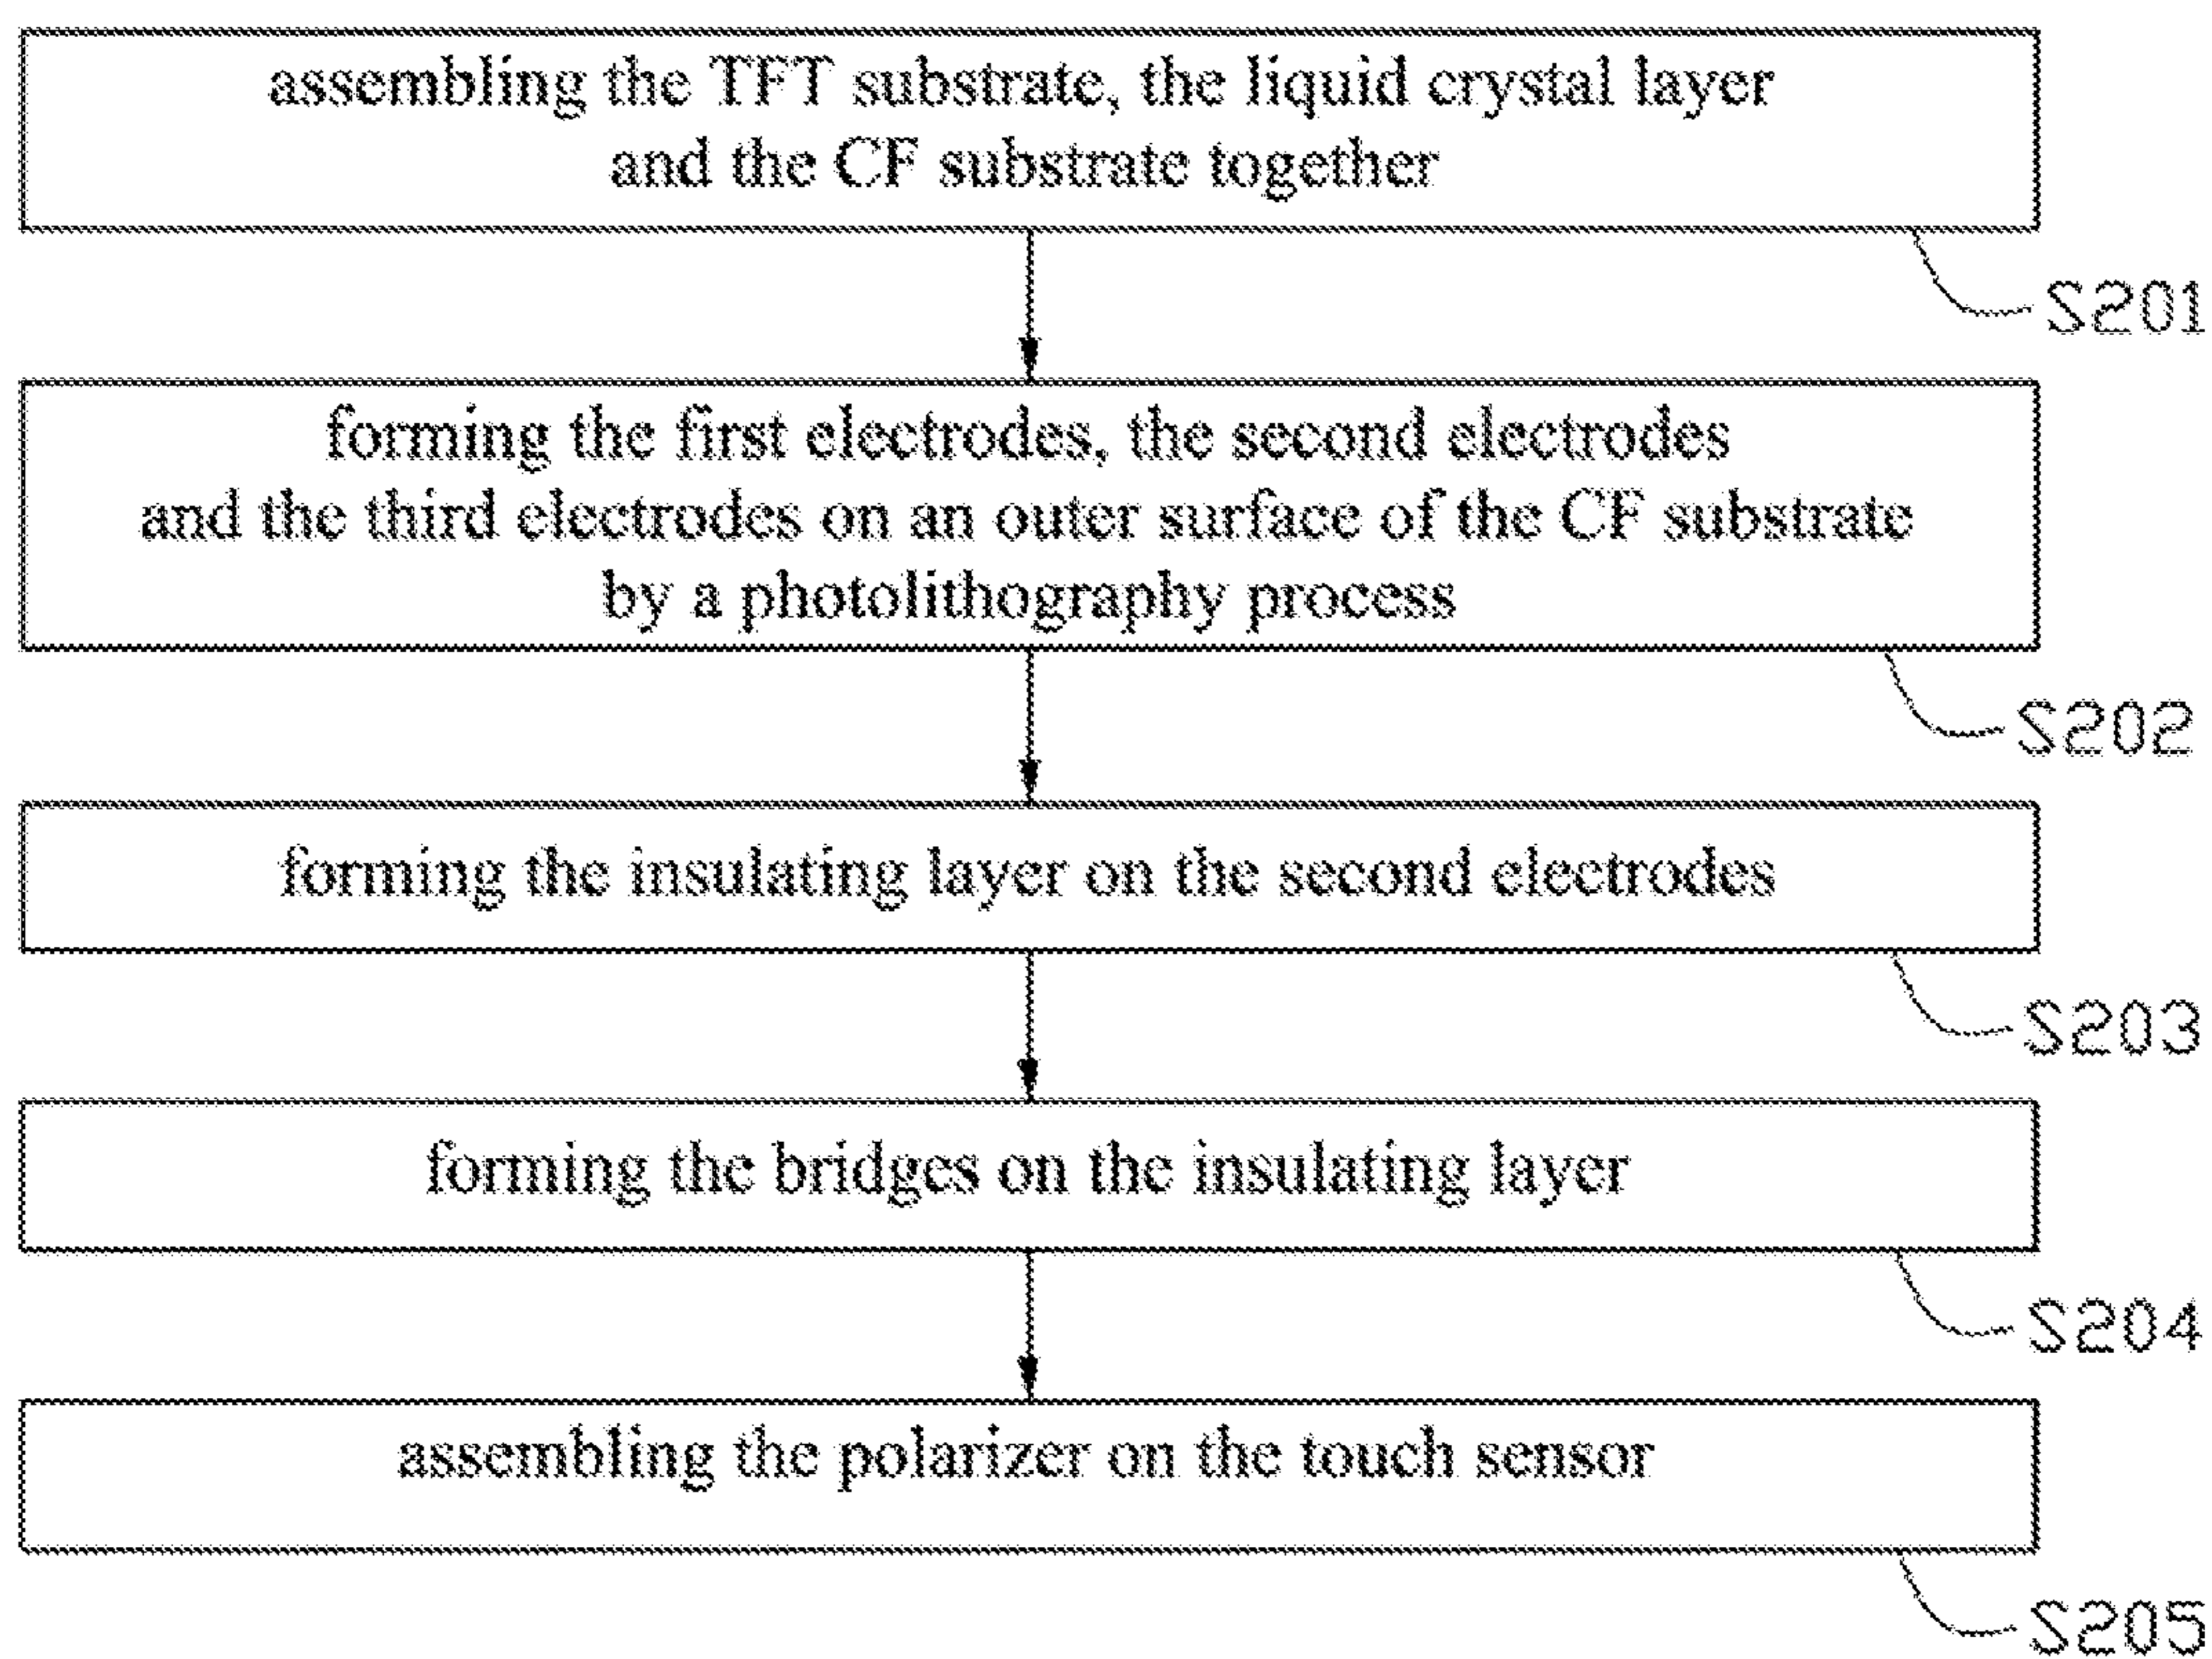 assembling the TFT substrate, the liquid crystal layer
and the CF substrate together
S201
forming the first electrodes, the second electrodes
and the third electrodes on an outer surface of the CF substrate
by a photolithography process
S202
forming the insulating layer on the second electrodes
S203
forming the bridges on the insulating layer
S204
assembling the polarizer on the touch sensor
S205